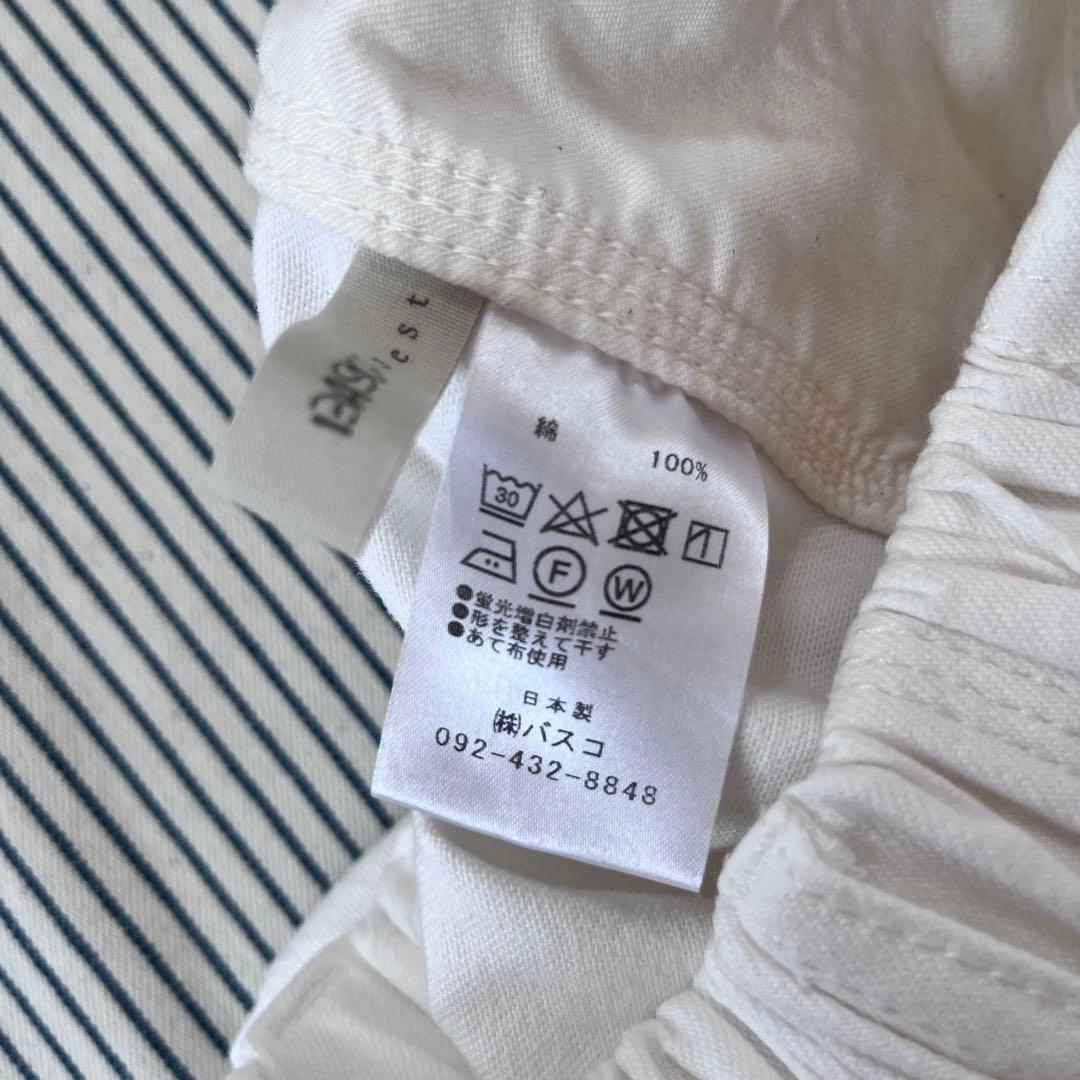 綿
100%
30
F W
●蛍光増白剤禁止
●形を整えて干す
●あて布使用
日本製
㈱バスコ
092-432-8848